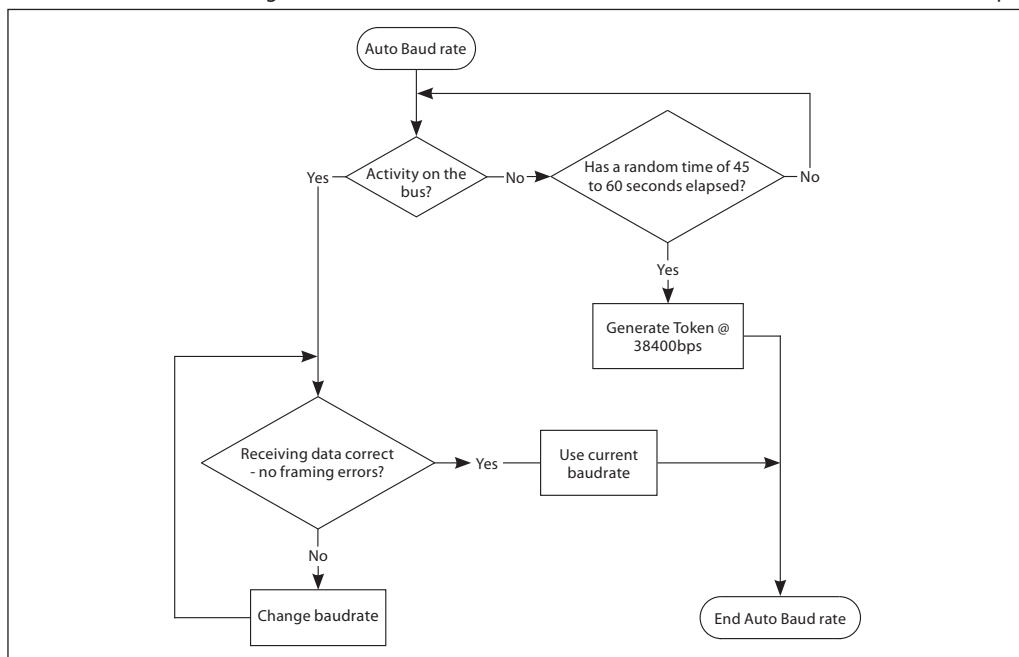 Auto Baud rate
Yes
Activity on the
bus?
No
Has a random time of 45
to 60 seconds elapsed?
No
Yes
Generate Token @
38400bps
Receiving data correct
- no framing errors?
Yes
Use current
baudrate
No
Change baudrate
End Auto Baud rate